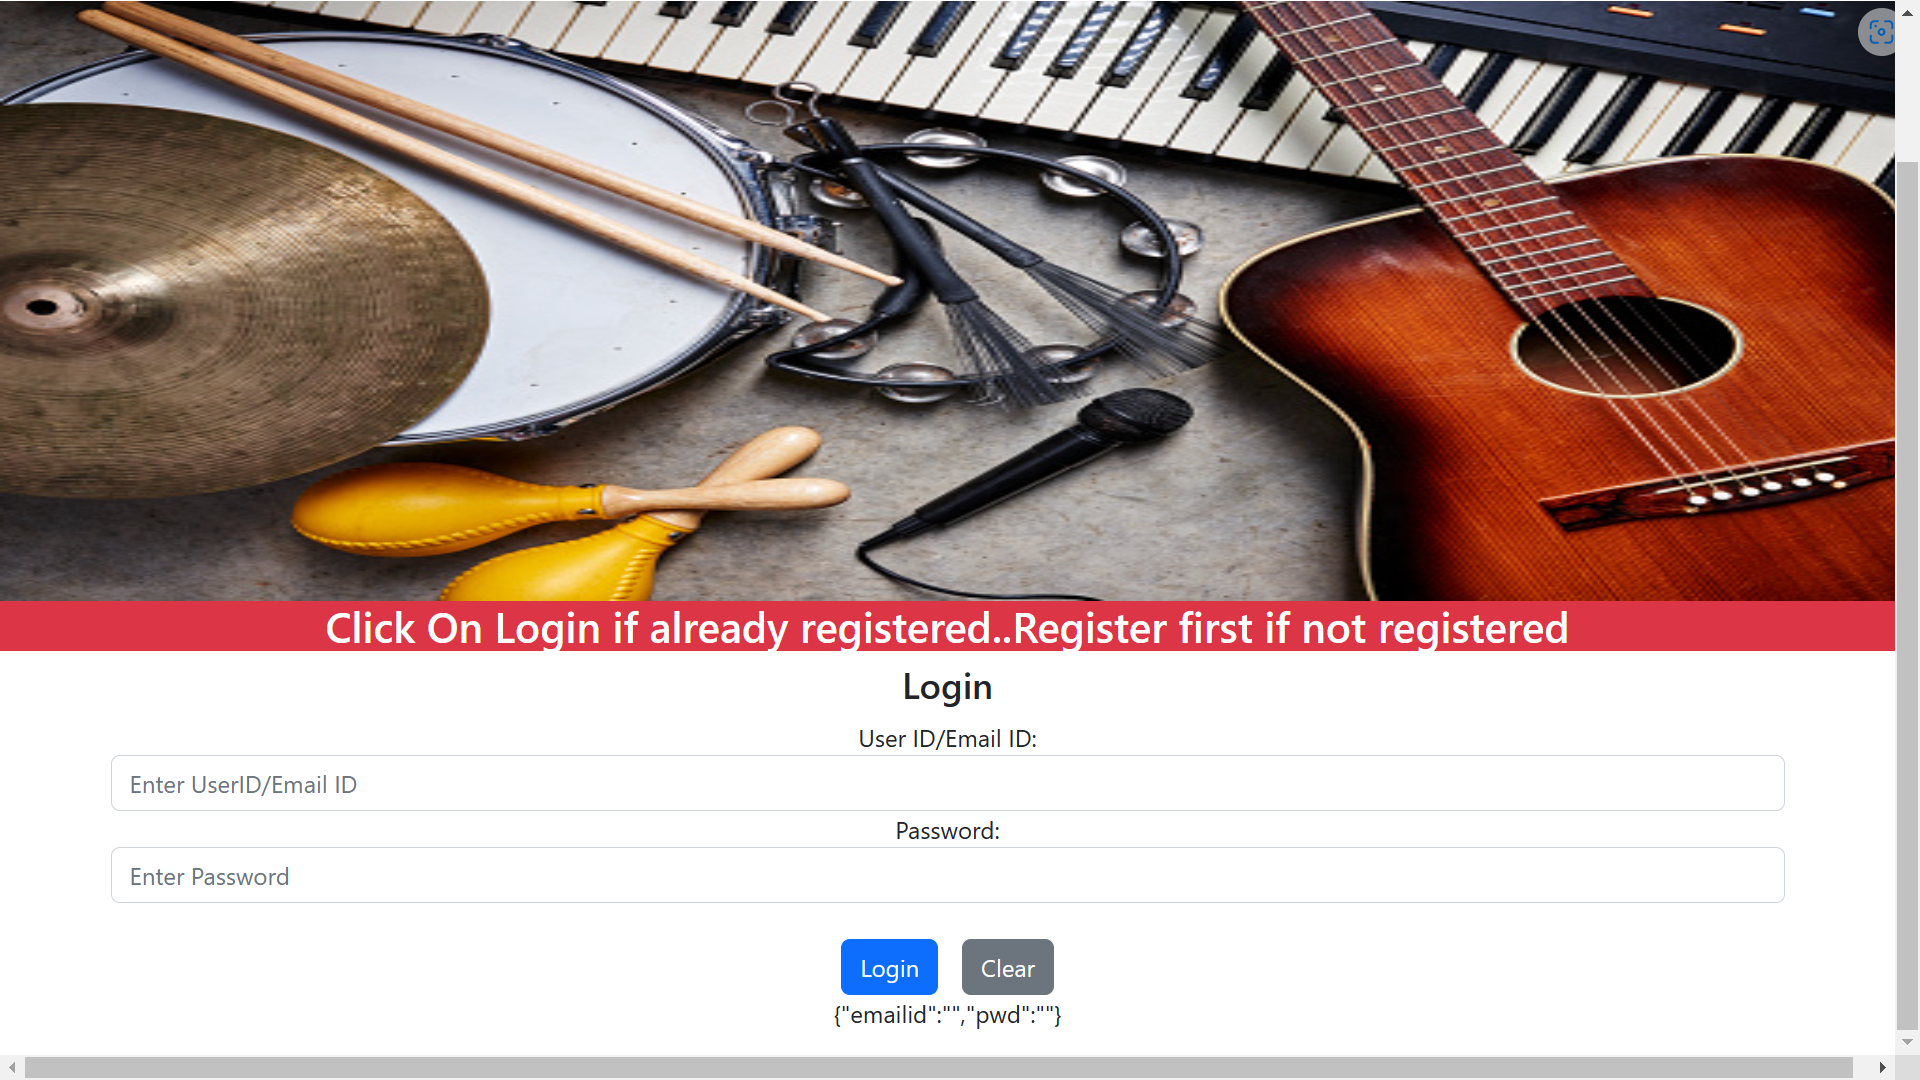 Click On Login if already registered..Register first if not registered
Login
User ID/Email ID:
Enter UserID/Email ID
Password:
Enter Password
Login Clear
{"emailid":"","pwd":""}